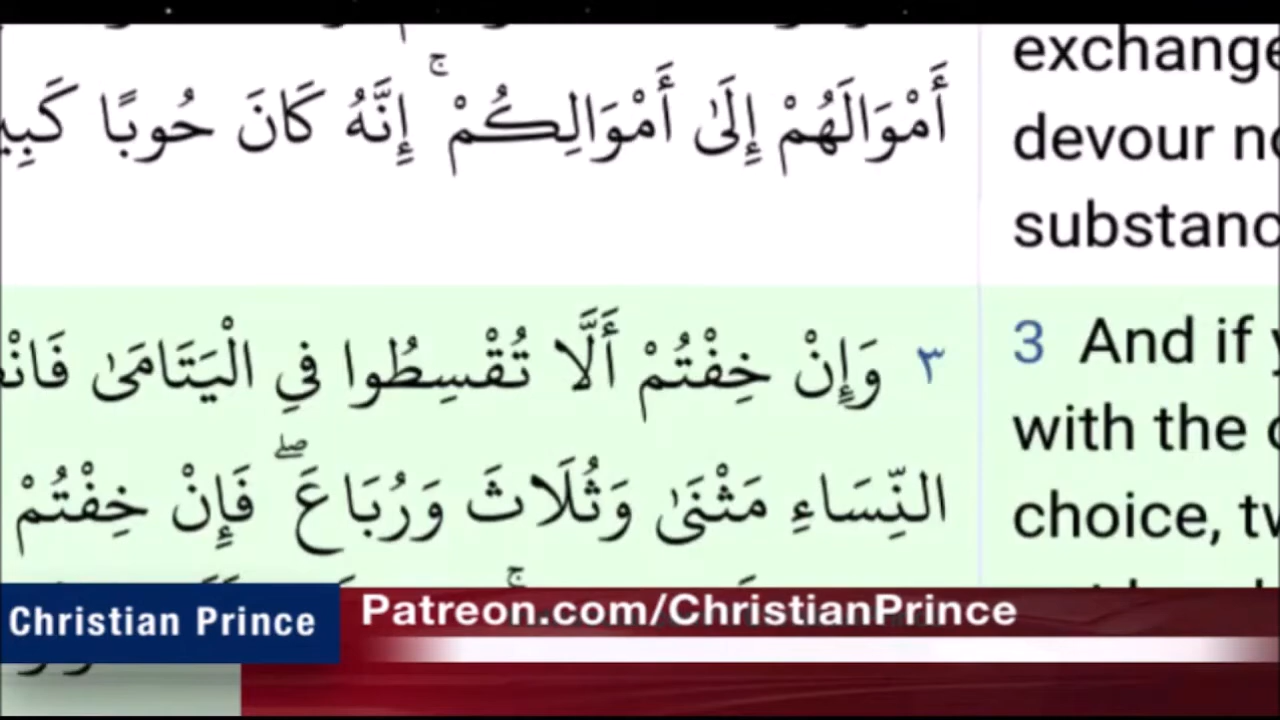 أَمْوَالَهُمْ إِلَىٰ أَمْوَالِكُمْ ۚ إِنَّهُ كَانَ حُوبًا
٣ وَإِنْ خِفْتُمْ أَلَّا تُقْسِطُوا فِي الْيَتَامَىٰ
النِّسَاءِ مَثْنَىٰ وَثُلَاثَ وَرُبَاعَ ۖ فَإِنْ خِفْتُمْ
exchange
devour
substanc
3 And if
with the
choice,
Christian Prince
Patreon.com/ChristianPrince